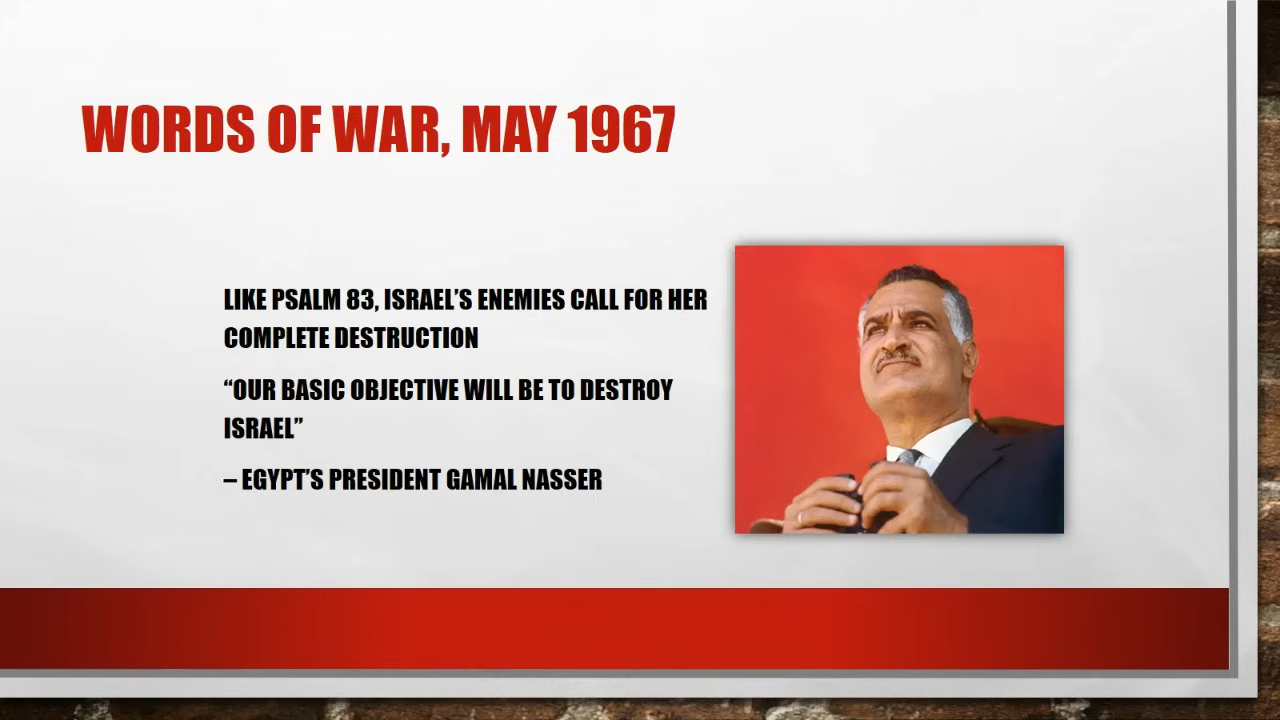 WORDS OF WAR, MAY 1967
LIKE PSALM 83, ISRAEL’S ENEMIES CALL FOR HER
COMPLETE DESTRUCTION
“OUR BASIC OBJECTIVE WILL BE TO DESTROY
ISRAEL”
– EGYPT’S PRESIDENT GAMAL NASSER